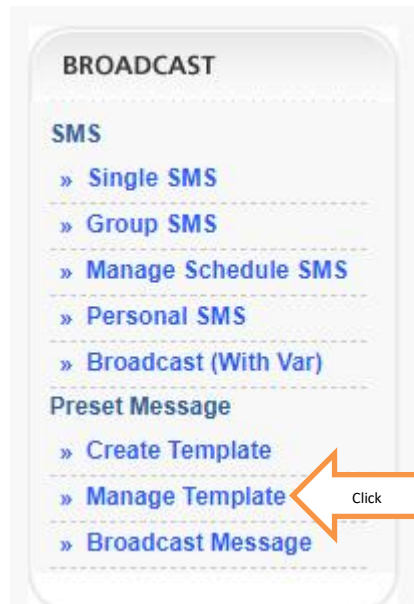 BROADCAST
SMS
» Single SMS
» Group SMS
» Manage Schedule SMS
» Personal SMS
» Broadcast (With Var)
Preset Message
» Create Template
» Manage Template Click
» Broadcast Message